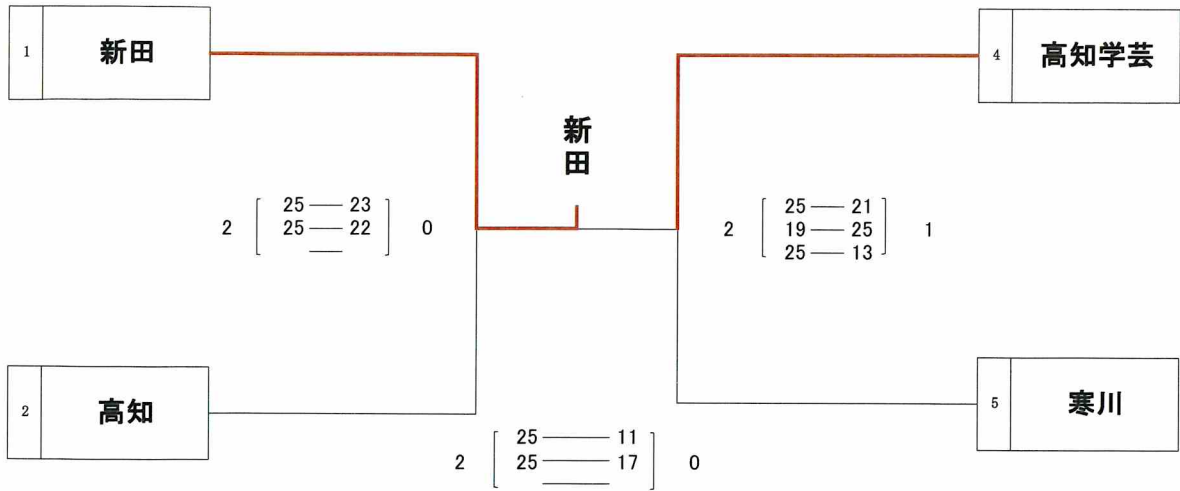 1 新田
4 高知学芸
新田
2 [ 25 — 23 ] 0
25 — 22
—
2 [ 25 — 21 ] 1
19 — 25
25 — 13
2 高知
5 寒川
2 [ 25 — 11 ] 0
25 — 17
—